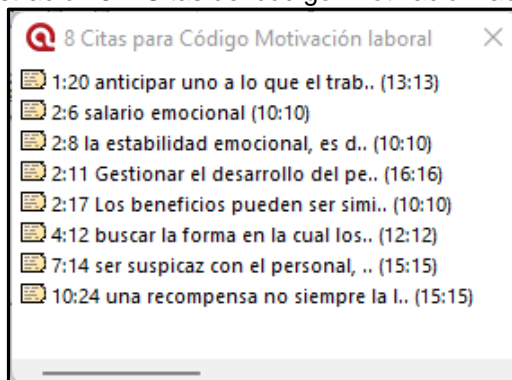 8 Citas para Código Motivación laboral
1:20 anticipar uno a lo que el trab.. (13:13)
2:6 salario emocional (10:10)
2:8 la estabilidad emocional, es d.. (10:10)
2:11 Gestionar el desarrollo del pe.. (16:16)
2:17 Los beneficios pueden ser simi.. (10:10)
4:12 buscar la forma en la cual los.. (12:12)
7:14 ser suspicaz con el personal, .. (15:15)
10:24 una recompensa no siempre la l.. (15:15)